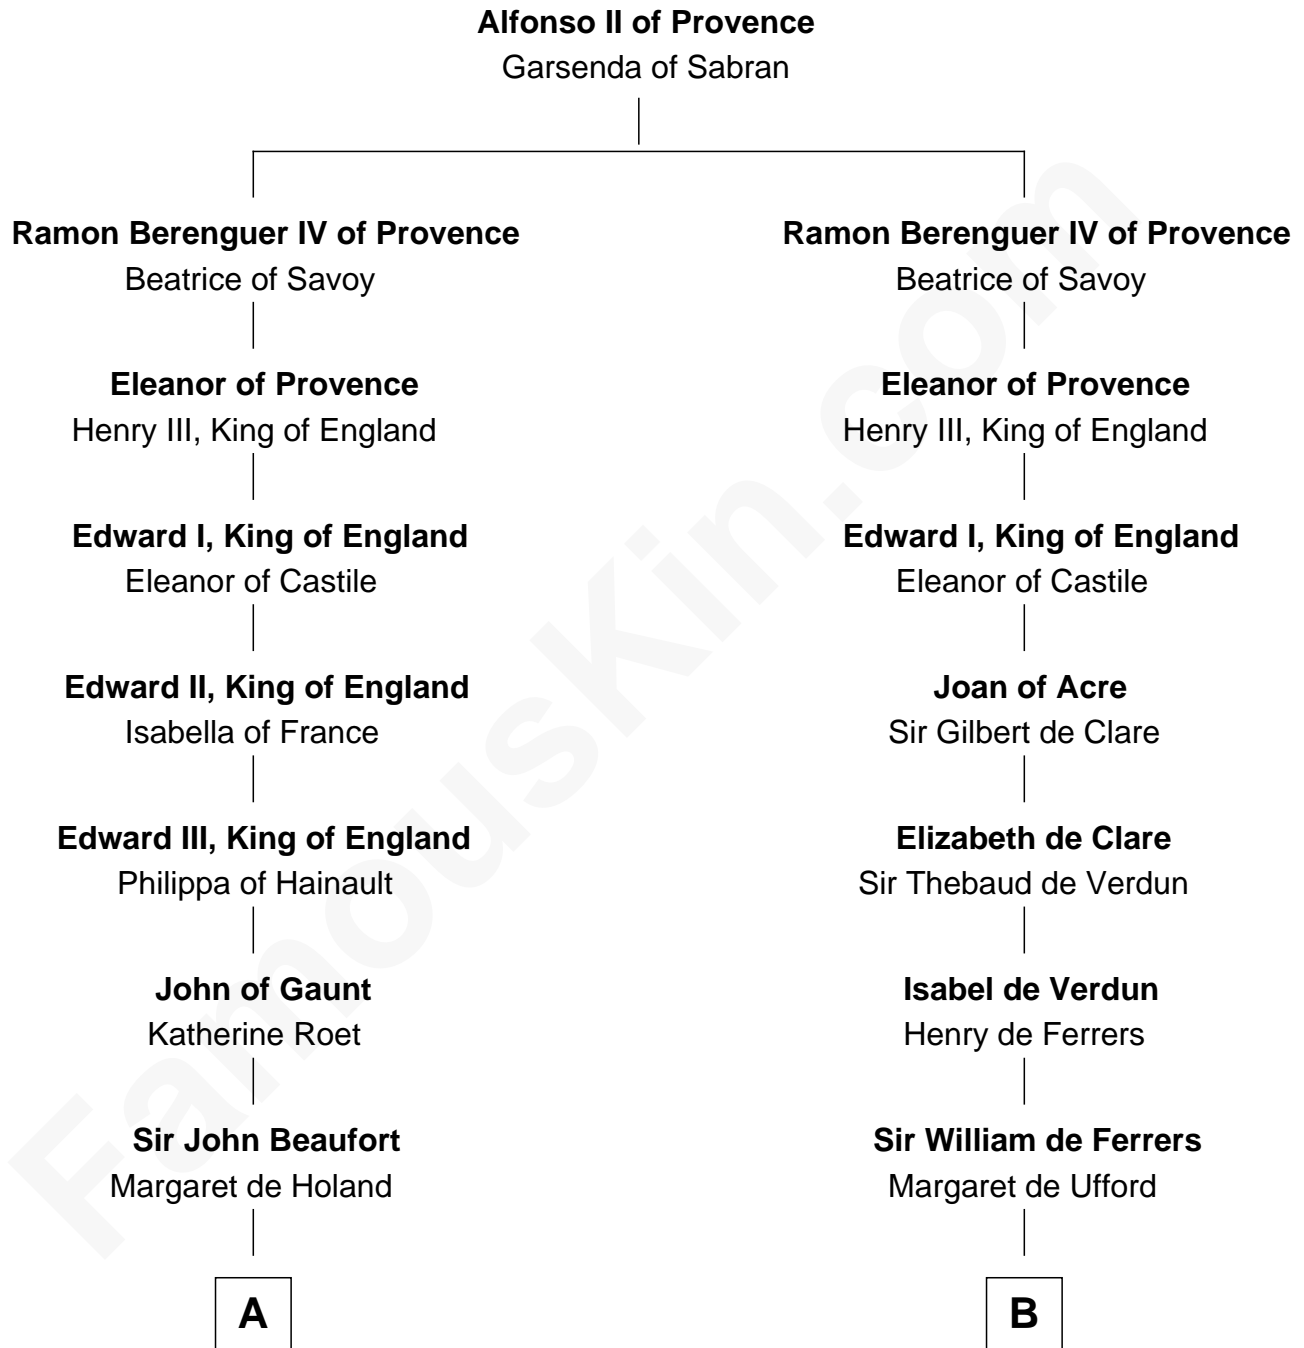 Alfonso II of Provence
Garsenda of Sabran
Ramon Berenguer IV of Provence
Beatrice of Savoy
Eleanor of Provence
Henry III, King of England
Edward I, King of England
Eleanor of Castile
Edward II, King of England
Isabella of France
Edward III, King of England
Philippa of Hainault
John of Gaunt
Katherine Roet
Sir John Beaufort
Margaret de Holand
A
Ramon Berenguer IV of Provence
Beatrice of Savoy
Eleanor of Provence
Henry III, King of England
Edward I, King of England
Eleanor of Castile
Joan of Acre
Sir Gilbert de Clare
Elizabeth de Clare
Sir Thebaud de Verdun
Isabel de Verdun
Henry de Ferrers
Sir William de Ferrers
Margaret de Ufford
B
FamousKin.com